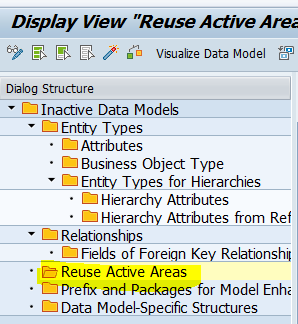 Display View "Reuse Active Area
Visualize Data Model
Dialog Structure
Inactive Data Models
Entity Types
Attributes
Business Object Type
Entity Types for Hierarchies
Hierarchy Attributes
Hierarchy Attributes from Ref
Relationships
Fields of Foreign Key Relationship
Reuse Active Areas
Prefix and Packages for Model Enha
Data Model-Specific Structures